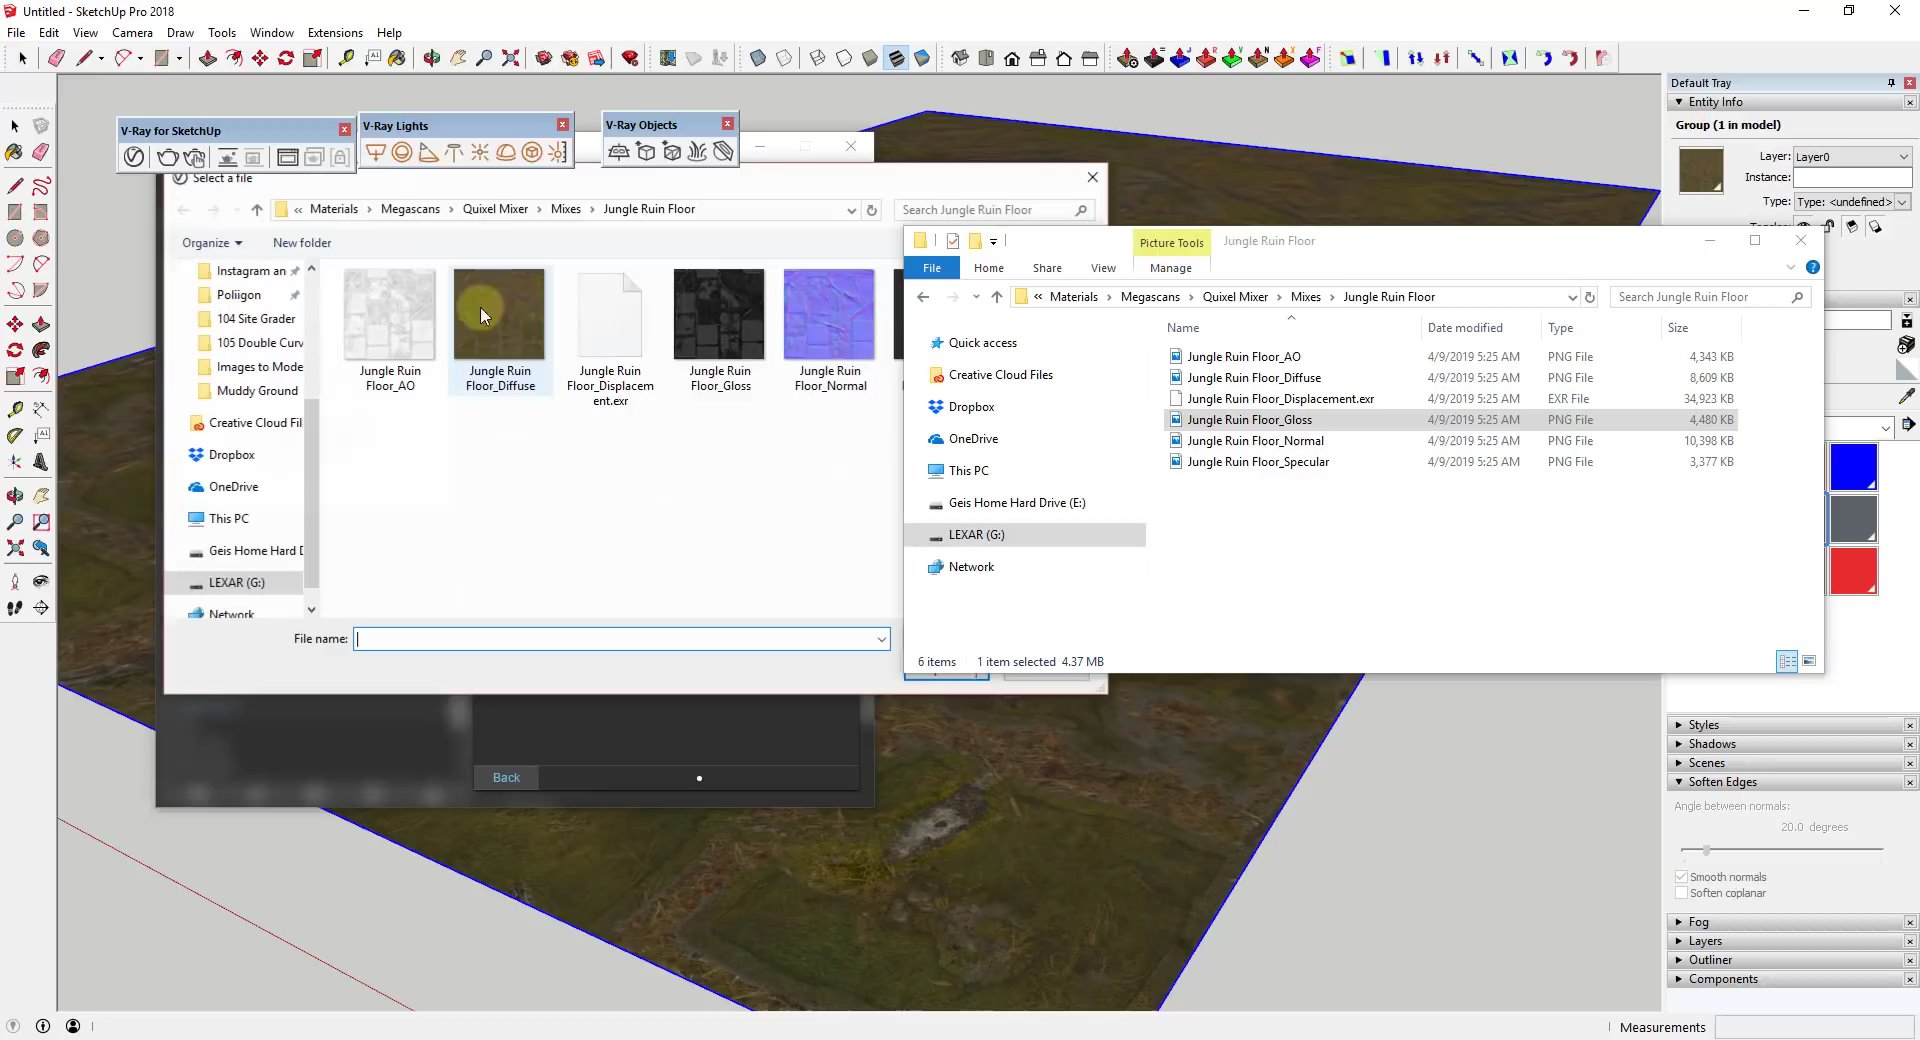 Untitled - SketchUp Pro 2018
File Edit View Camera Draw Tools Window Extensions Help
Default Tray
Entity Info
Group (1 in model)
Layer: Layer0
Instance:
Type: Type: <undefined>
V-Ray for SketchUp
V-Ray Lights
V-Ray Objects
Select a file
« Materials > Megascans > Quixel Mixer > Mixes > Jungle Ruin Floor
Search Jungle Ruin Floor
Organize New folder
Instagram an
Poliigon
104 Site Grader
105 Double Curv
Images to Mode
Muddy Ground
Creative Cloud Fil
Dropbox
OneDrive
This PC
Geis Home Hard D
LEXAR (G:)
Network
Jungle Ruin Floor_AO
Jungle Ruin Floor_Diffuse
Jungle Ruin Floor_Displacement.exr
Jungle Ruin Floor_Gloss
Jungle Ruin Floor_Normal
File name:
Back
Picture Tools Jungle Ruin Floor
File Home Share View Manage
« Materials > Megascans > Quixel Mixer > Mixes > Jungle Ruin Floor
Search Jungle Ruin Floor
Quick access
Creative Cloud Files
Dropbox
OneDrive
This PC
Geis Home Hard Drive (E:)
LEXAR (G:)
Network
Name Date modified Type Size
Jungle Ruin Floor_AO 4/9/2019 5:25 AM PNG File 4,343 KB
Jungle Ruin Floor_Diffuse 4/9/2019 5:25 AM PNG File 8,609 KB
Jungle Ruin Floor_Displacement.exr 4/9/2019 5:25 AM EXR File 34,923 KB
Jungle Ruin Floor_Gloss 4/9/2019 5:25 AM PNG File 4,480 KB
Jungle Ruin Floor_Normal 4/9/2019 5:25 AM PNG File 10,398 KB
Jungle Ruin Floor_Specular 4/9/2019 5:25 AM PNG File 3,377 KB
6 items 1 item selected 4.37 MB
Styles
Shadows
Scenes
Soften Edges
Angle between normals:
20.0 degrees
Smooth normals
Soften coplanar
Fog
Layers
Outliner
Components
Measurements